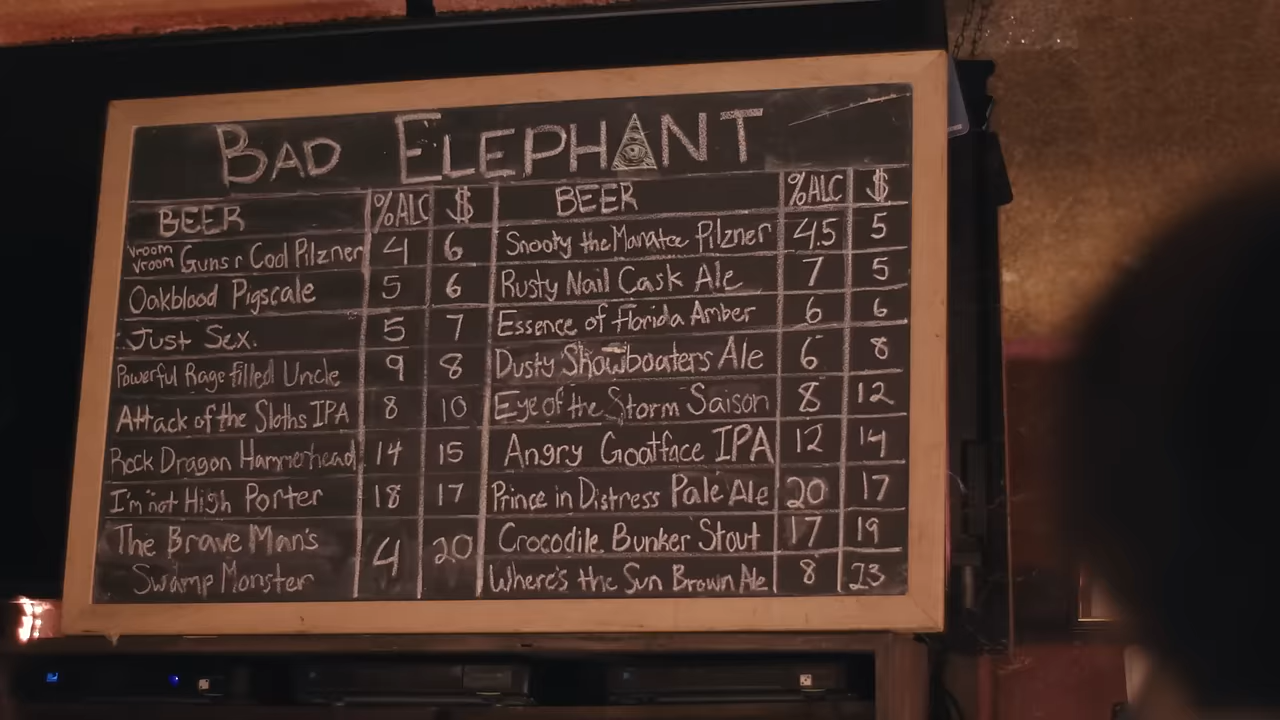 BAD ELEPHANT
BEER %ALC $
vroom vroom Guns r Cool Pilzner 4 6
Oakblood Pigscale 5 6
Just Sex. 5 7
Powerful Rage filled Uncle 9 8
Attack of the Sloths IPA 8 10
Rock Dragon Hammerhead 14 15
I'm not High Porter 18 17
The Brave Man's
Swamp Monster 4 20
BEER %ALC $
Snooty the Manatee Pilzner 4.5 5
Rusty Nail Cask Ale 7 5
Essence of Florida Amber 6 6
Dusty Showboaters Ale 6 8
Eye of the Storm Saison 8 12
Angry Goatface IPA 12 14
Prince in Distress Pale Ale 20 17
Crocodile Bunker Stout 17 19
Where's the Sun Brown Ale 8 23